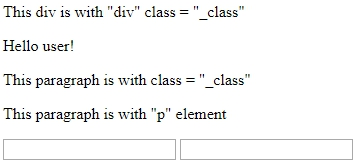 This div is with "div" class = "_class"
Hello user!
This paragraph is with class = "_class"
This paragraph is with "p" element